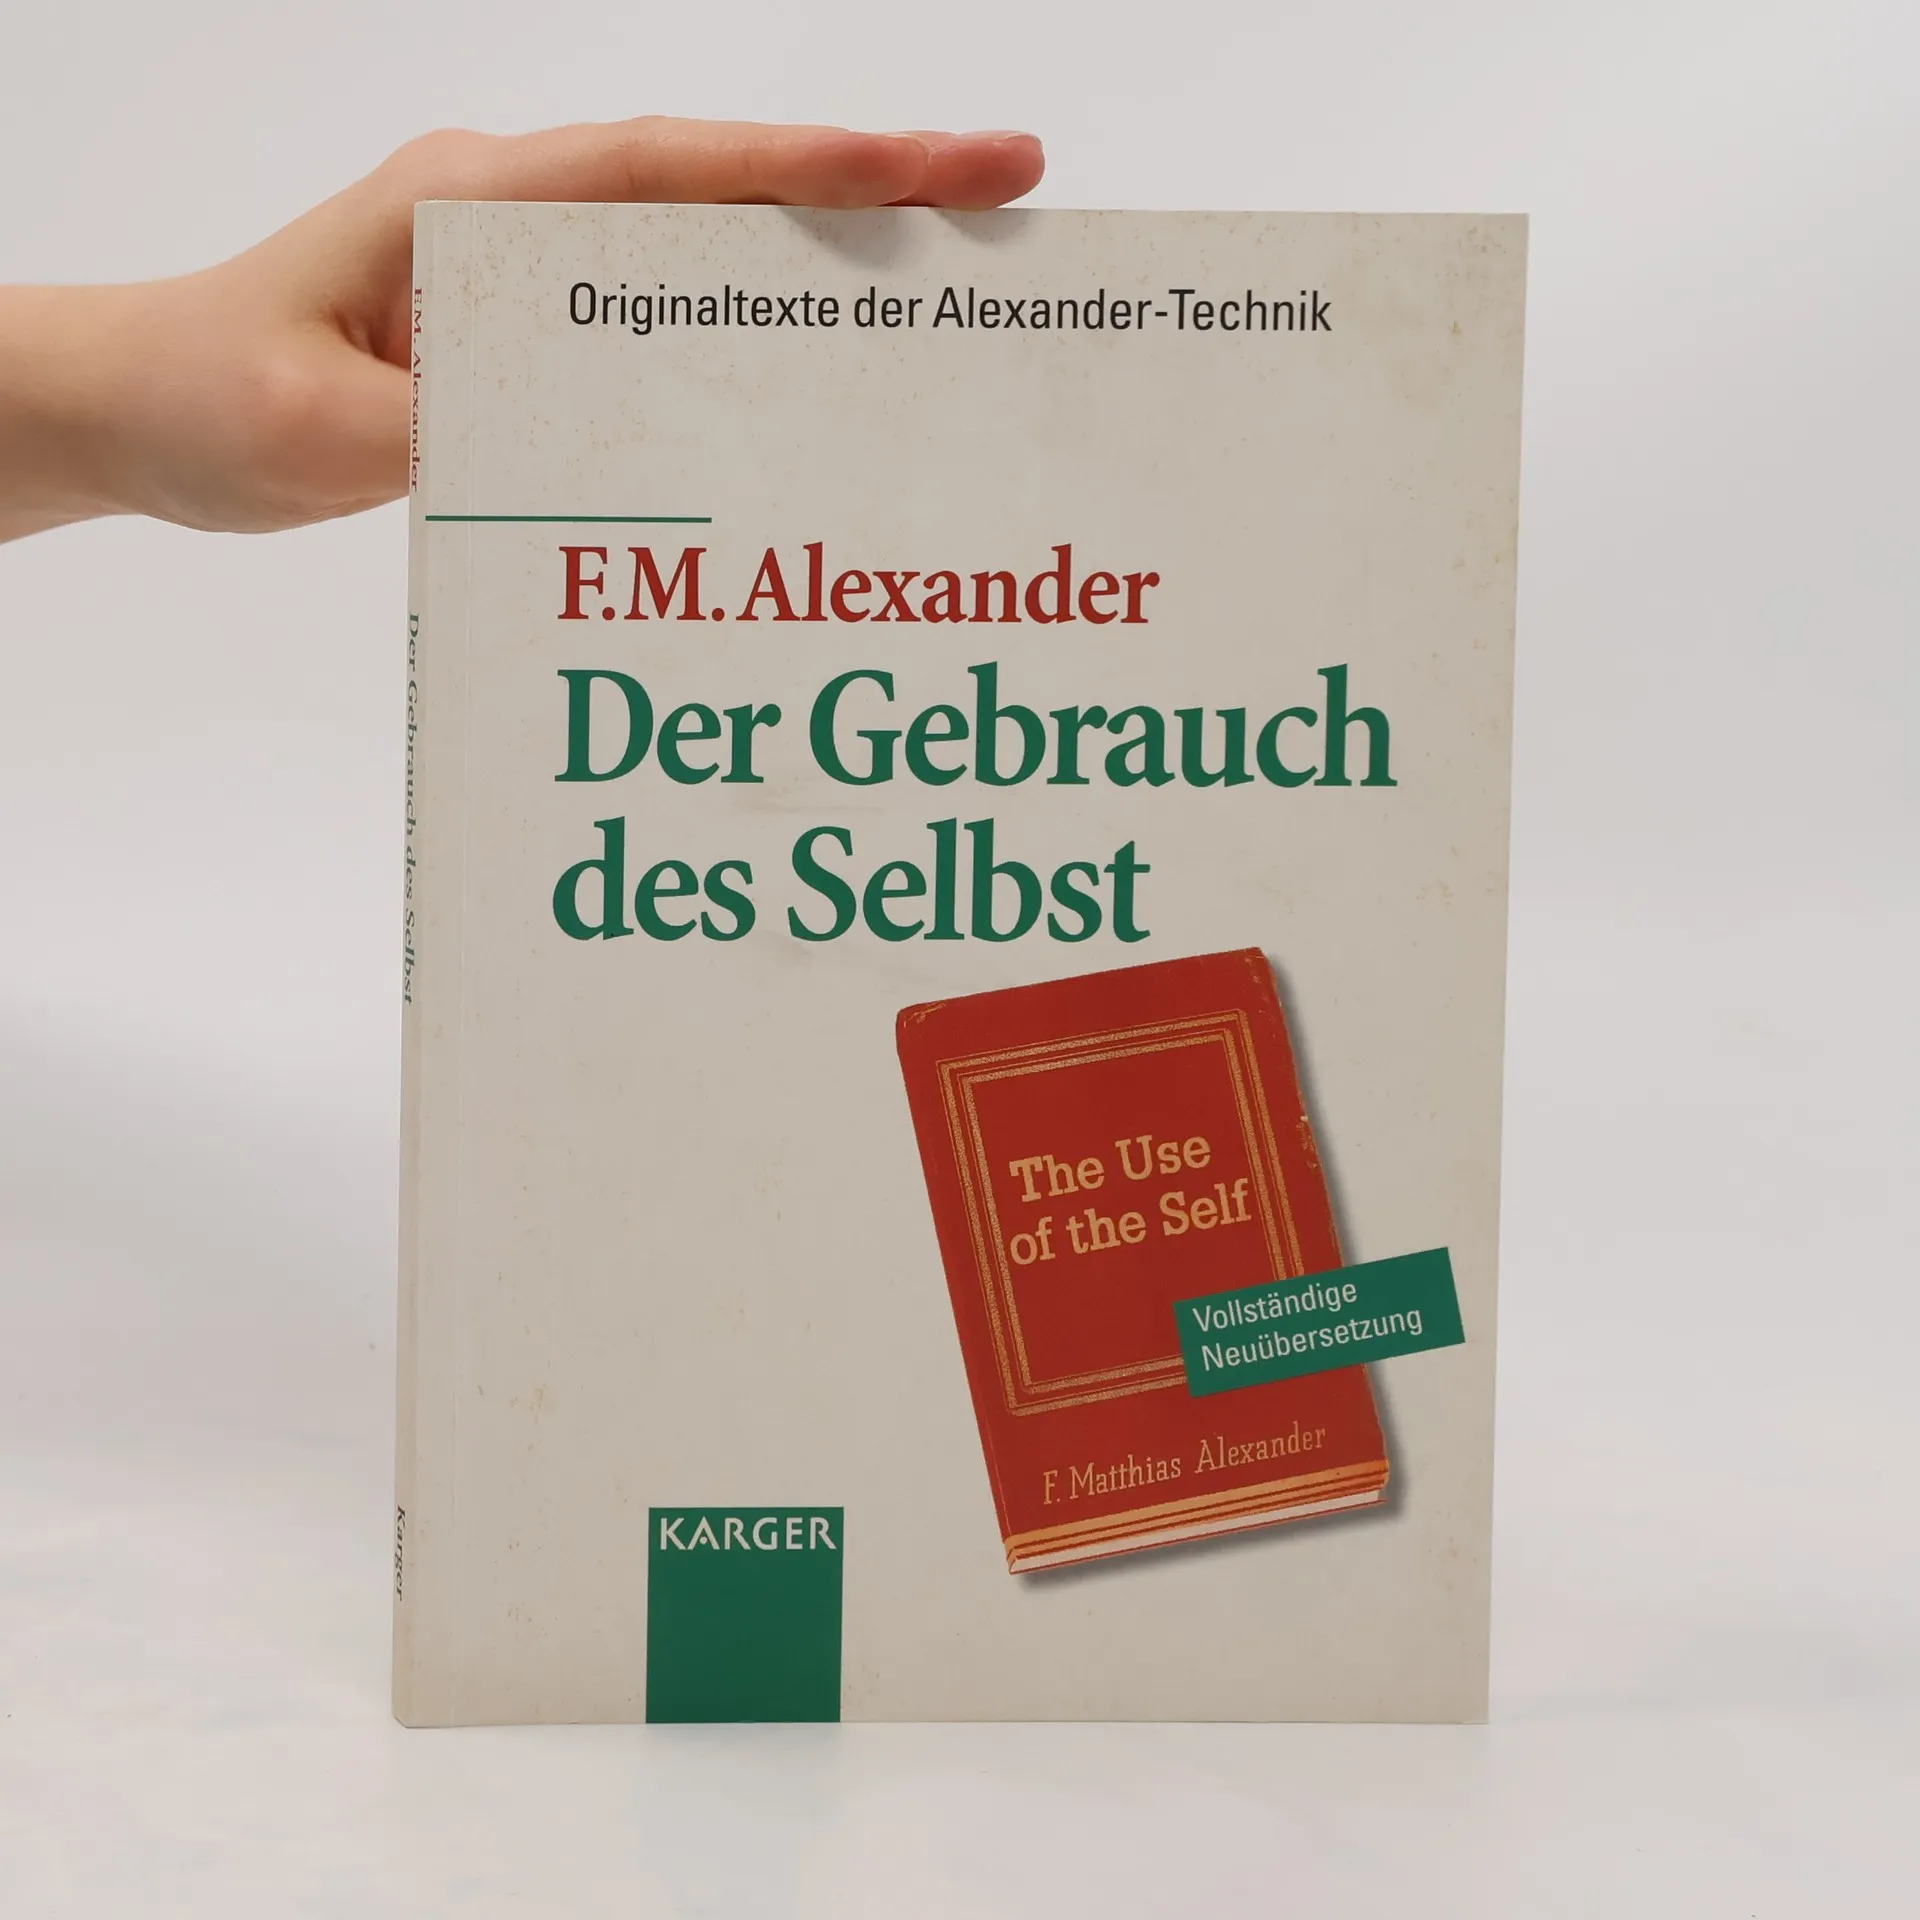 Originaltexte der Alexander-Technik
F.M. Alexander
Der Gebrauch
des Selbst
The Use
of the Self
Vollständige
Neuübersetzung
F. Matthias Alexander
KARGER
F.M. Alexander
Der Gebrauch des Selbst
Karger